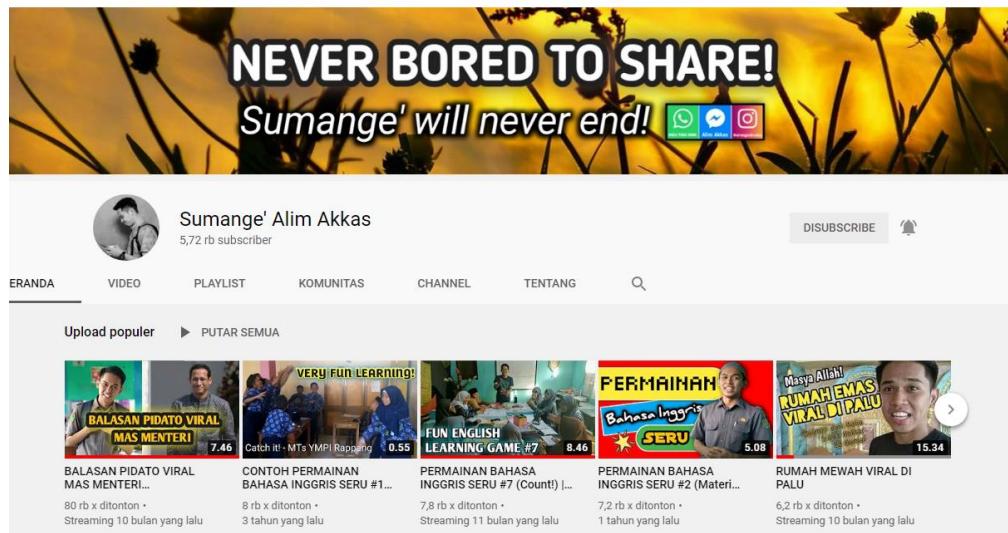 NEVER BORED TO SHARE!
Sumange' will never end!
Alim Akkas
Sumange' Alim Akkas
5,72 rb subscriber
DISUBSCRIBE
ERANDA VIDEO PLAYLIST KOMUNITAS CHANNEL TENTANG
Upload populer PUTAR SEMUA
BALASAN PIDATO VIRAL
MAS MENTERI
7.46
VERY FUN LEARNING!
Catch it! - MTs YMPI Rappang
0.55
FUN ENGLISH
LEARNING GAME #7
8.46
PERMAINAN
Bahasa Inggris
SERU
5.08
Masya Allah!
RUMAH EMAS
VIRAL DI PALU
15.34
BALASAN PIDATO VIRAL
MAS MENTERI...
80 rb x ditonton •
Streaming 10 bulan yang lalu
CONTOH PERMAINAN
BAHASA INGGRIS SERU #1...
8 rb x ditonton •
3 tahun yang lalu
PERMAINAN BAHASA
INGGRIS SERU #7 (Count!) |...
7,8 rb x ditonton •
Streaming 11 bulan yang lalu
PERMAINAN BAHASA
INGGRIS SERU #2 (Materi...
7,2 rb x ditonton •
1 tahun yang lalu
RUMAH MEWAH VIRAL DI
PALU
6,2 rb x ditonton •
Streaming 10 bulan yang lalu